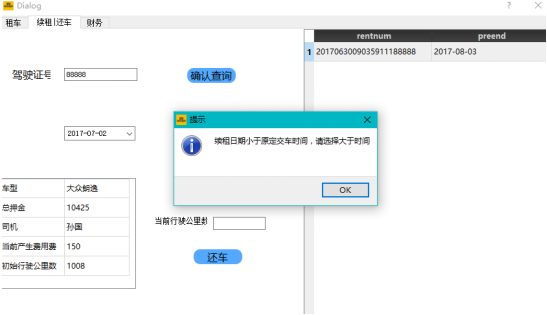 Dialog
租车 续租|还车 财务
驾驶证号 88888 确认查询
2017-07-02
车型 大众朗逸
总押金 10425
司机 孙国
当前产生费用费 150
初始行驶公里数 1008
当前行驶公里数
还车
rentnum preend
1 2017063009035911188888 2017-08-03
提示
续租日期小于原定交车时间，请选择大于时间
OK